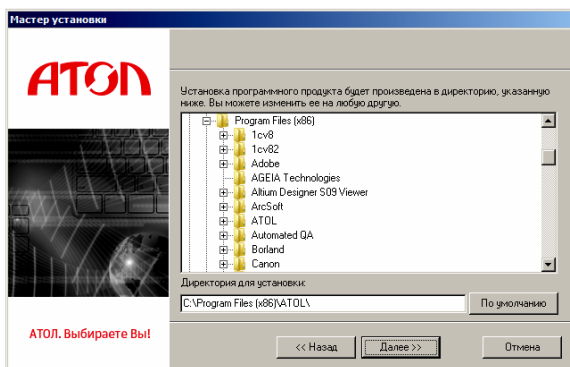 Мастер установки
АТОЛ
Установка программного продукта будет произведена в директорию, указанную
ниже. Вы можете изменить ее на любую другую.
Program Files (x86)
1cv8
1cv82
Adobe
AGEIA Technologies
Altium Designer S09 Viewer
ArcSoft
ATOL
Automated QA
Borland
Canon
Директория для установки:
C:\Program Files (x86)\ATOL\
По умолчанию
АТОЛ. Выбираете Вы!
<< Назад
Далее >>
Отмена